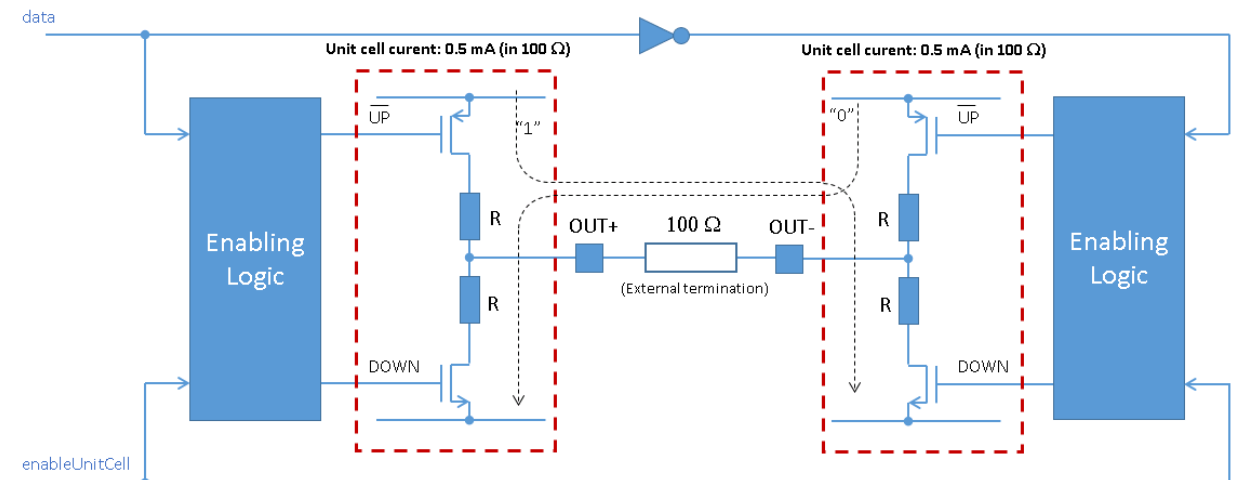 data
Unit cell curent: 0.5 mA (in 100 Ω)
Unit cell curent: 0.5 mA (in 100 Ω)
UP
"1"
"0"
UP
R
R
OUT+
100 Ω
OUT-
Enabling
Logic
Enabling
Logic
(External termination)
R
R
DOWN
DOWN
enableUnitCell